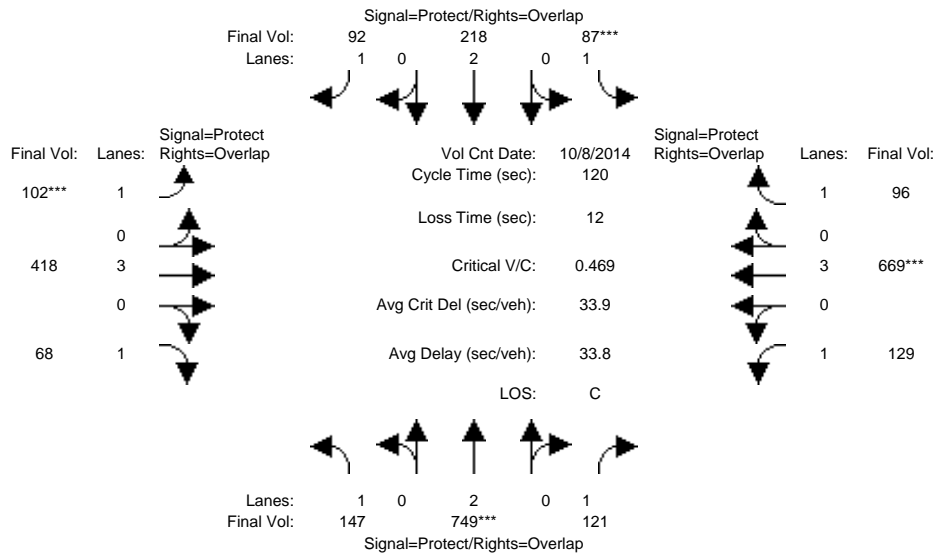 Signal=Protect/Rights=Overlap
Final Vol: 92 218 87***
Lanes: 1 0 2 0 1
Signal=Protect
Final Vol: Lanes: Rights=Overlap
Vol Cnt Date: 10/8/2014
Signal=Protect
Rights=Overlap Lanes: Final Vol:
Cycle Time (sec): 120
102*** 1
1 96
Loss Time (sec): 12
0
0
418 3
Critical V/C: 0.469
3 669***
0
Avg Crit Del (sec/veh): 33.9
0
68 1
Avg Delay (sec/veh): 33.8
1 129
LOS: C
Lanes: 1 0 2 0 1
Final Vol: 147 749*** 121
Signal=Protect/Rights=Overlap